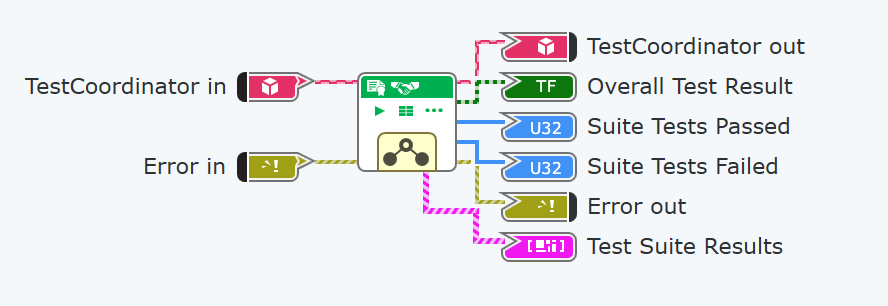 TestCoordinator out
TestCoordinator in
TF
Overall Test Result
U32
Suite Tests Passed
Error in
U32
Suite Tests Failed
Error out
Test Suite Results